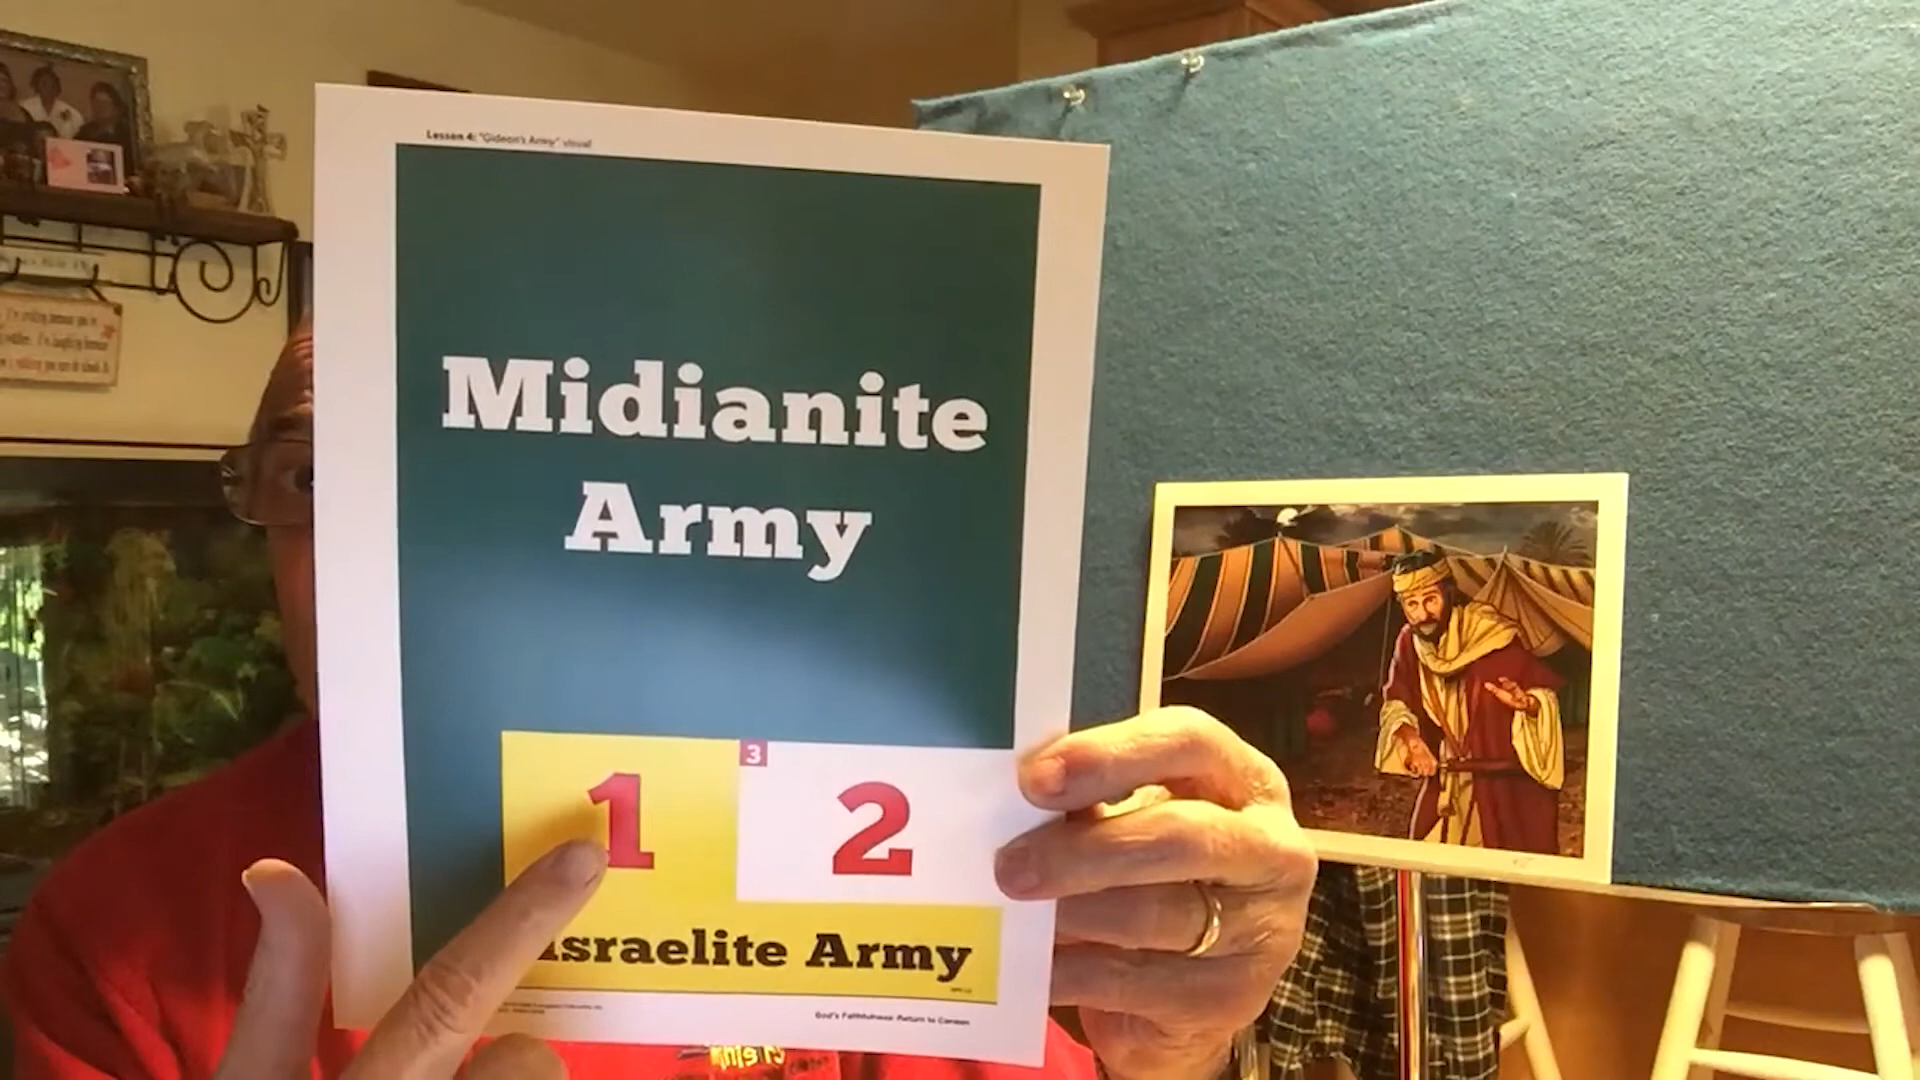 Lesson 4: "Gideon's Army" visual
Midianite
Army
3
1 2
Israelite Army
God's Faithfulness: Return to Canaan